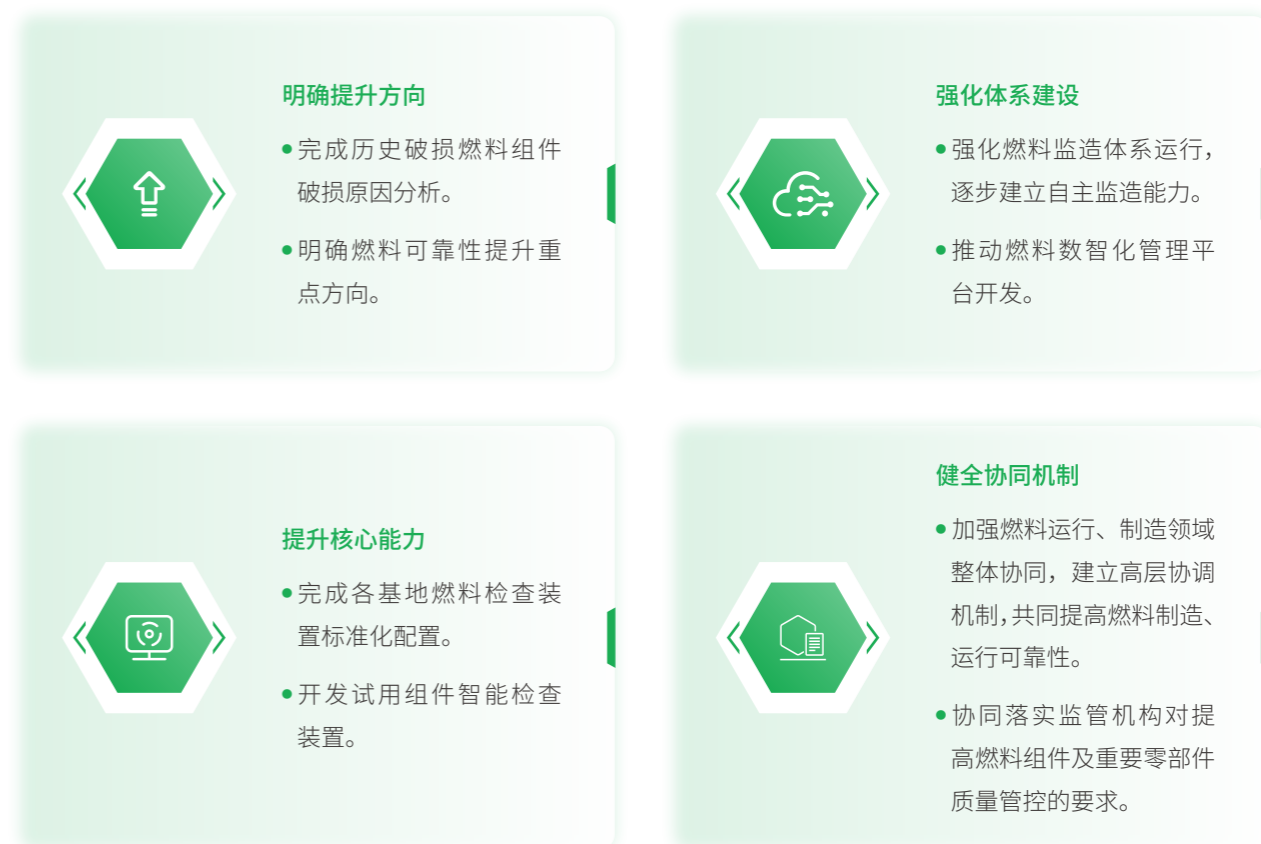 明确提升方向
●完成历史破损燃料组件
破损原因分析。
●明确燃料可靠性提升重
点方向。
强化体系建设
●强化燃料监造体系运行，
逐步建立自主监造能力。
●推动燃料数智化管理平
台开发。
提升核心能力
●完成各基地燃料检查装
置标准化配置。
●开发试用组件智能检查
装置。
健全协同机制
●加强燃料运行、制造领域
整体协同，建立高层协调
机制，共同提高燃料制造、
运行可靠性。
●协同落实监管机构对提
高燃料组件及重要零部件
质量管控的要求。